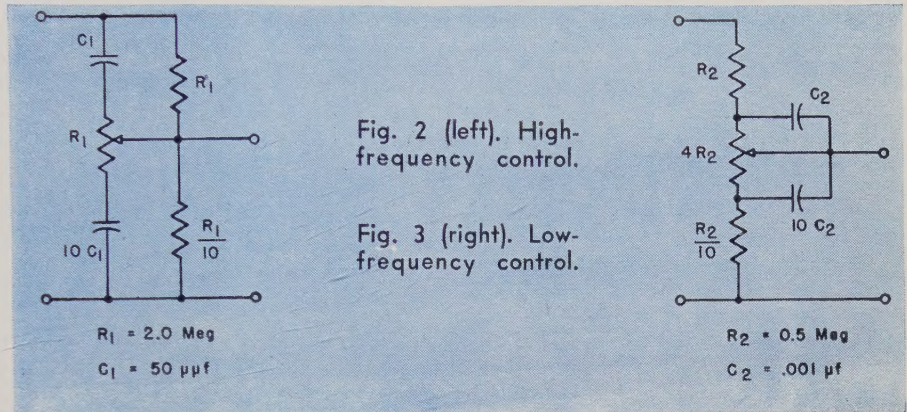 C1
R1
R1
10 C1
R1
10
R1 = 2.0 Meg
C1 = 50 μμf
Fig. 2 (left). High-
frequency control.
Fig. 3 (right). Low-
frequency control.
R2
C2
4 R2
10 C2
R2
10
R2 = 0.5 Meg
C2 = .001 μf